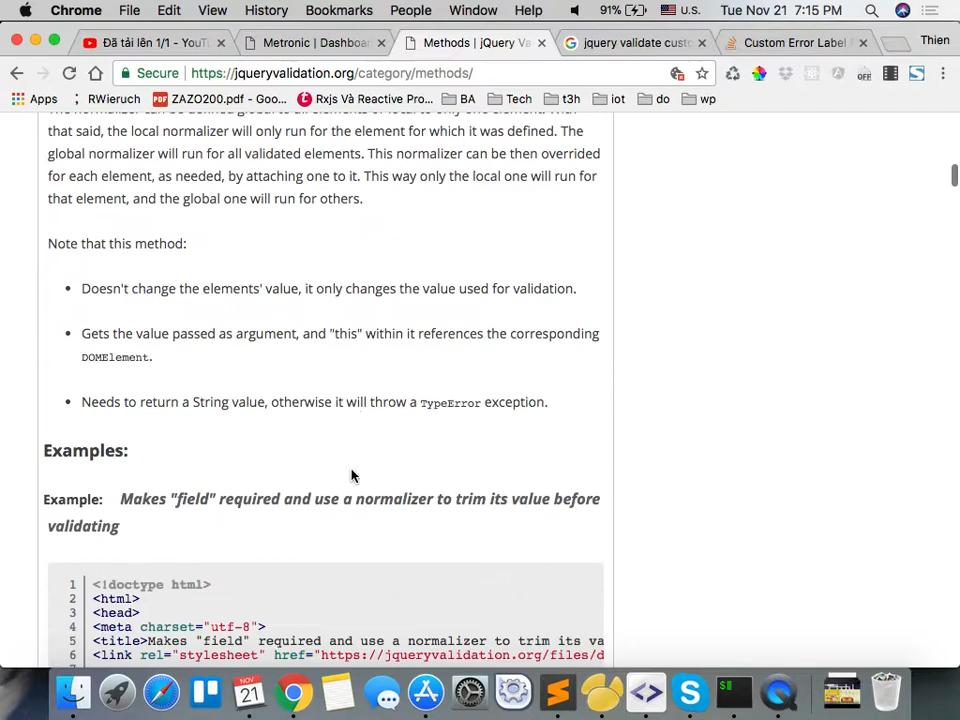 Chrome File Edit View History Bookmarks People Window Help 91% U.S. Tue Nov 21 7:15 PM
Đã tải lên 1/1 - YouT
Metronic | Dashboar
Methods | jQuery Va
jquery validate custo
Custom Error Label F
Thien
Secure https://jqueryvalidation.org/category/methods/
Apps RWieruch ZAZO200.pdf - Goo... Rxjs Và Reactive Pro... BA Tech t3h iot do wp
that said, the local normalizer will only run for the element for which it was defined. The
global normalizer will run for all validated elements. This normalizer can be then overrided
for each element, as needed, by attaching one to it. This way only the local one will run for
that element, and the global one will run for others.
Note that this method:
• Doesn't change the elements' value, it only changes the value used for validation.
• Gets the value passed as argument, and "this" within it references the corresponding
DOMElement.
• Needs to return a String value, otherwise it will throw a TypeError exception.
Examples:
Example: Makes "field" required and use a normalizer to trim its value before
validating
1 <!doctype html>
2 <html>
3 <head>
4 <meta charset="utf-8">
5 <title>Makes "field" required and use a normalizer to trim its va
6 <link rel="stylesheet" href="https://jqueryvalidation.org/files/d
NOV
21